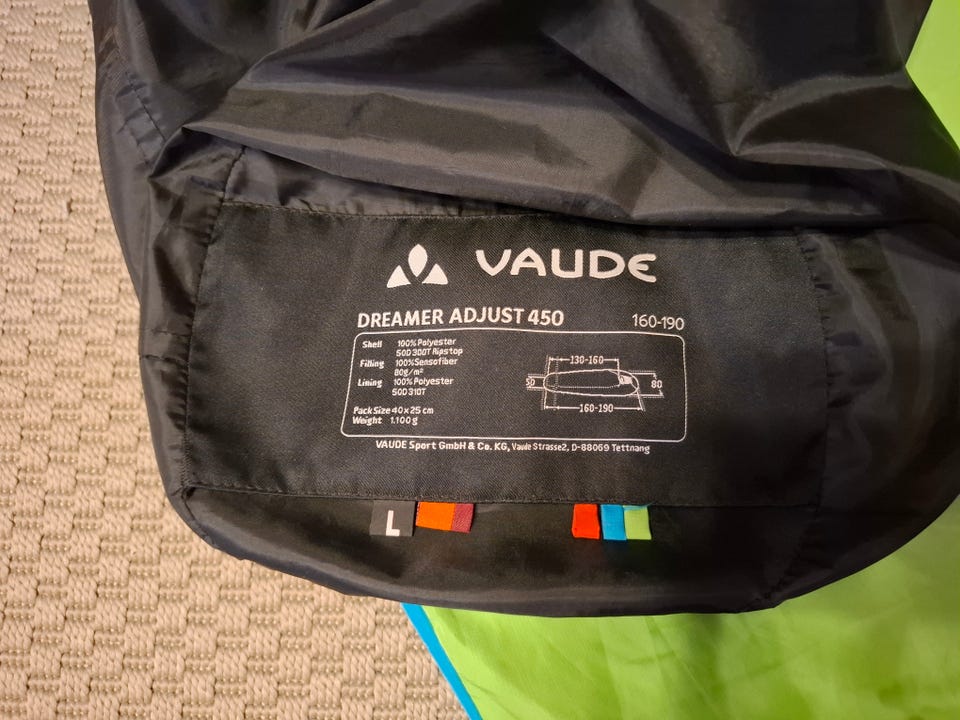 VAUDE
DREAMER ADJUST 450 160-190
Shell 100% Polyester
50D 300T Ripstop
Filling 100% Sensofiber
80g/m²
Lining 100% Polyester
50D 310T
Pack Size 40 x 25 cm
Weight 1.100 g
130-160
50
80
160-190
VAUDE Sport GmbH & Co. KG, Vaude Strasse2, D-88069 Tettnang
L